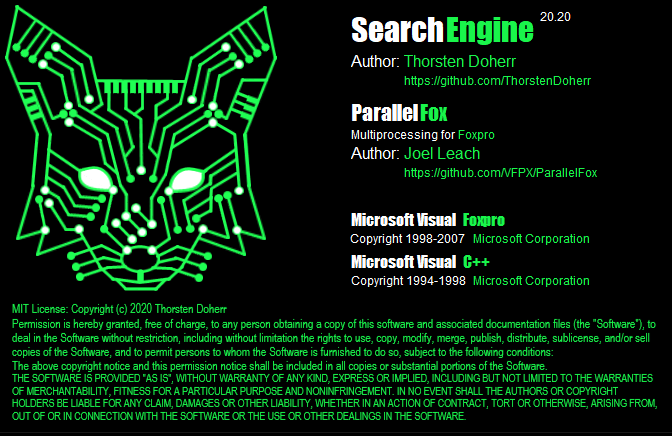 SearchEngine 20.20
Author: Thorsten Doherr
https://github.com/ThorstenDoherr
ParallelFox
Multiprocessing for Foxpro
Author: Joel Leach
https://github.com/VFPX/ParallelFox
Microsoft Visual Foxpro
Copyright 1998-2007 Microsoft Corporation
Microsoft Visual C++
Copyright 1994-1998 Microsoft Corporation
MIT License: Copyright (c) 2020 Thorsten Doherr
Permission is hereby granted, free of charge, to any person obtaining a copy of this software and associated documentation files (the "Software"), to
deal in the Software without restriction, including without limitation the rights to use, copy, modify, merge, publish, distribute, sublicense, and/or sell
copies of the Software, and to permit persons to whom the Software is furnished to do so, subject to the following conditions:
The above copyright notice and this permission notice shall be included in all copies or substantial portions of the Software.
THE SOFTWARE IS PROVIDED "AS IS", WITHOUT WARRANTY OF ANY KIND, EXPRESS OR IMPLIED, INCLUDING BUT NOT LIMITED TO THE WARRANTIES
OF MERCHANTABILITY, FITNESS FOR A PARTICULAR PURPOSE AND NONINFRINGEMENT. IN NO EVENT SHALL THE AUTHORS OR COPYRIGHT
HOLDERS BE LIABLE FOR ANY CLAIM, DAMAGES OR OTHER LIABILITY, WHETHER IN AN ACTION OF CONTRACT, TORT OR OTHERWISE, ARISING FROM,
OUT OF OR IN CONNECTION WITH THE SOFTWARE OR THE USE OR OTHER DEALINGS IN THE SOFTWARE.